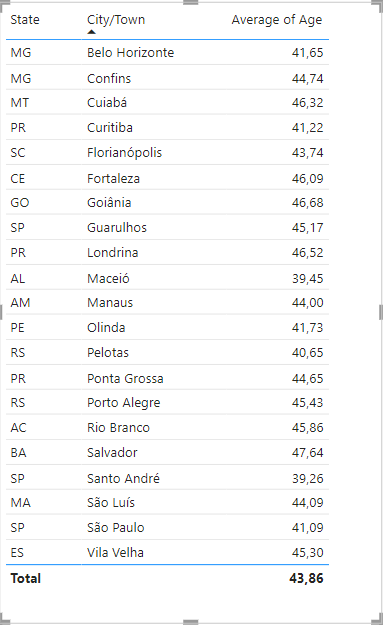 State City/Town Average of Age
MG Belo Horizonte 41,65
MG Confins 44,74
MT Cuiabá 46,32
PR Curitiba 41,22
SC Florianópolis 43,74
CE Fortaleza 46,09
GO Goiânia 46,68
SP Guarulhos 45,17
PR Londrina 46,52
AL Maceió 39,45
AM Manaus 44,00
PE Olinda 41,73
RS Pelotas 40,65
PR Ponta Grossa 44,65
RS Porto Alegre 45,43
AC Rio Branco 45,86
BA Salvador 47,64
SP Santo André 39,26
MA São Luís 44,09
SP São Paulo 41,09
ES Vila Velha 45,30
Total 43,86